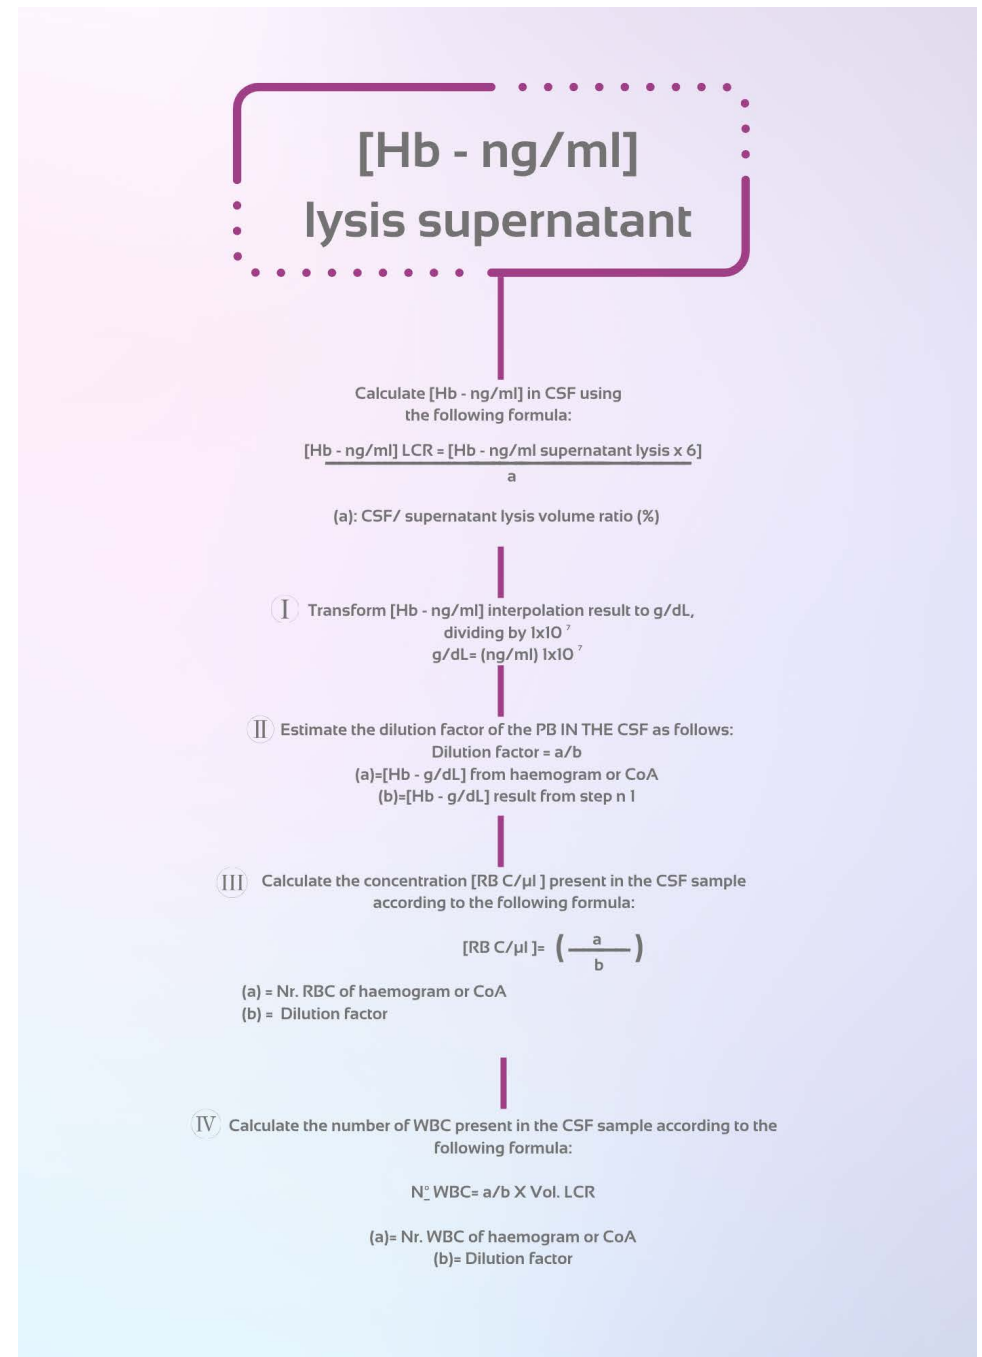 [Hb - ng/ml]
lysis supernatant
Calculate [Hb - ng/ml] in CSF using
the following formula:
[Hb - ng/ml] LCR = [Hb - ng/ml supernatant lysis x 6]
a
(a): CSF/ supernatant lysis volume ratio (%)
I Transform [Hb - ng/ml] interpolation result to g/dL,
dividing by 1x10 ⁷
g/dL= (ng/ml) 1x10 ⁷
II Estimate the dilution factor of the PB IN THE CSF as follows:
Dilution factor = a/b
(a)=[Hb - g/dL] from haemogram or CoA
(b)=[Hb - g/dL] result from step n 1
III Calculate the concentration [RB C/µl ] present in the CSF sample
according to the following formula:
[RB C/µl ]= ( a
b )
(a) = Nr. RBC of haemogram or CoA
(b) = Dilution factor
IV Calculate the number of WBC present in the CSF sample according to the
following formula:
Nº WBC= a/b X Vol. LCR
(a)= Nr. WBC of haemogram or CoA
(b)= Dilution factor